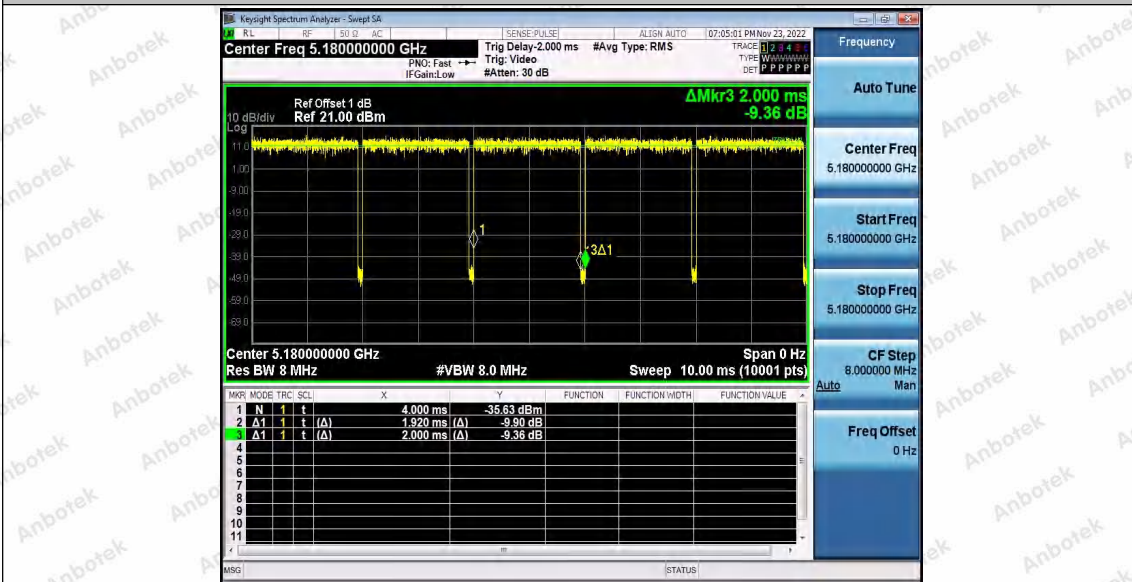 Keysight Spectrum Analyzer - Swept SA
RL RF 50 Ω AC SENSE:PULSE ALIGN AUTO 07:05:01 PM Nov 23, 2022
Center Freq 5.180000000 GHz
PNO: Fast
IFGain:Low
Trig Delay-2.000 ms
Trig: Video
#Atten: 30 dB
#Avg Type: RMS
TRACE 1 2 3 4 5 6
TYPE WWWWWW
DET P P P P P P
ΔMkr3 2.000 ms
-9.36 dB
Ref Offset 1 dB
10 dB/div Ref 21.00 dBm
Log
11.0
1.00
-9.00
-19.0
-29.0
-39.0
-49.0
-59.0
-69.0
1
3Δ1
Center 5.180000000 GHz Span 0 Hz
Res BW 8 MHz #VBW 8.0 MHz Sweep 10.00 ms (10001 pts)
MKR MODE TRC SCL X Y FUNCTION FUNCTION WIDTH FUNCTION VALUE
1 N 1 t 4.000 ms -35.63 dBm
2 Δ1 1 t (Δ) 1.920 ms (Δ) -9.90 dB
3 Δ1 1 t (Δ) 2.000 ms (Δ) -9.36 dB
4
5
6
7
8
9
10
11
MSG STATUS
Frequency
Auto Tune
Center Freq
5.180000000 GHz
Start Freq
5.180000000 GHz
Stop Freq
5.180000000 GHz
CF Step
8.000000 MHz
Auto Man
Freq Offset
0 Hz
Anbotek